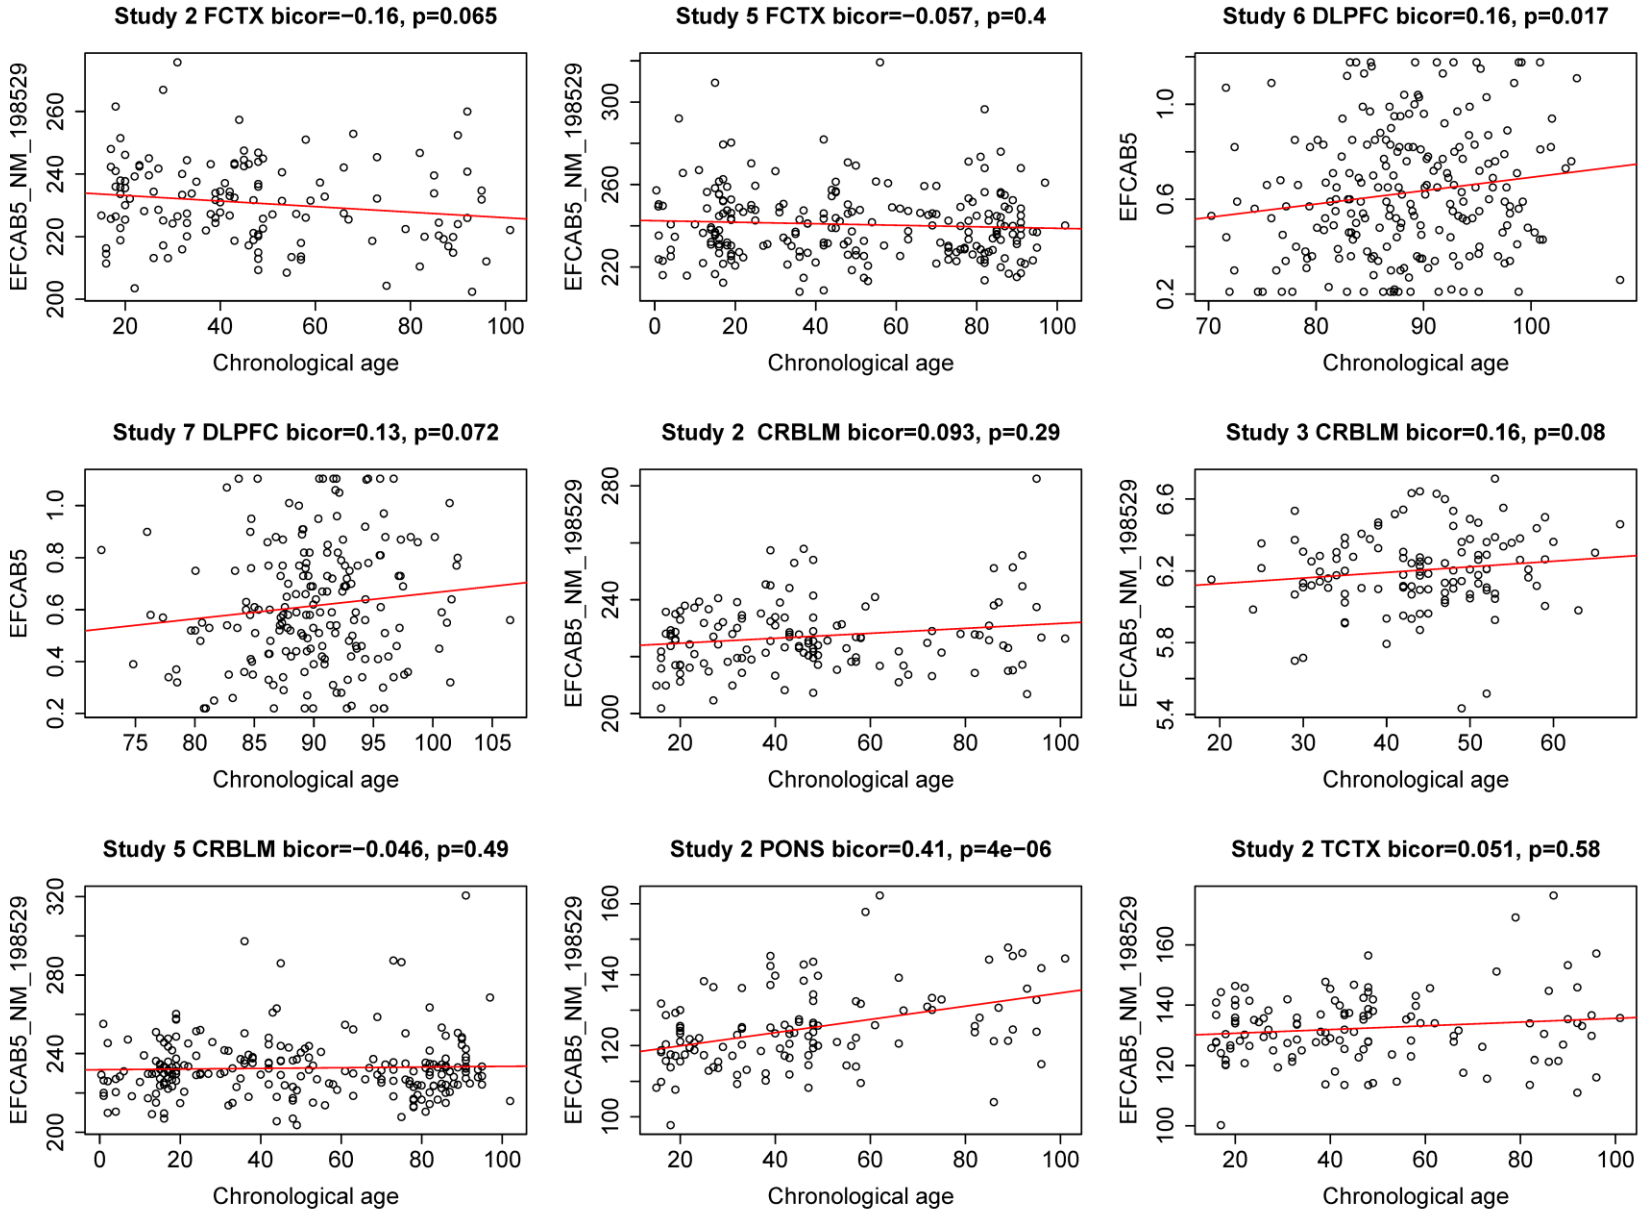 Study 2 FCTX bicor=−0.16, p=0.065
EFCAB5_NM_198529
200 220 240 260
20 40 60 80 100
Chronological age
Study 5 FCTX bicor=−0.057, p=0.4
EFCAB5_NM_198529
220 260 300
0 20 40 60 80 100
Chronological age
Study 6 DLPFC bicor=0.16, p=0.017
EFCAB5
0.2 0.6 1.0
70 80 90 100
Chronological age
Study 7 DLPFC bicor=0.13, p=0.072
EFCAB5
0.2 0.4 0.6 0.8 1.0
75 80 85 90 95 100 105
Chronological age
Study 2  CRBLM bicor=0.093, p=0.29
EFCAB5_NM_198529
200 240 280
20 40 60 80 100
Chronological age
Study 3 CRBLM bicor=0.16, p=0.08
EFCAB5_NM_198529
5.4 5.8 6.2 6.6
20 30 40 50 60
Chronological age
Study 5 CRBLM bicor=−0.046, p=0.49
EFCAB5_NM_198529
200 240 280 320
0 20 40 60 80 100
Chronological age
Study 2 PONS bicor=0.41, p=4e−06
EFCAB5_NM_198529
100 120 140 160
20 40 60 80 100
Chronological age
Study 2 TCTX bicor=0.051, p=0.58
EFCAB5_NM_198529
100 120 140 160
20 40 60 80 100
Chronological age